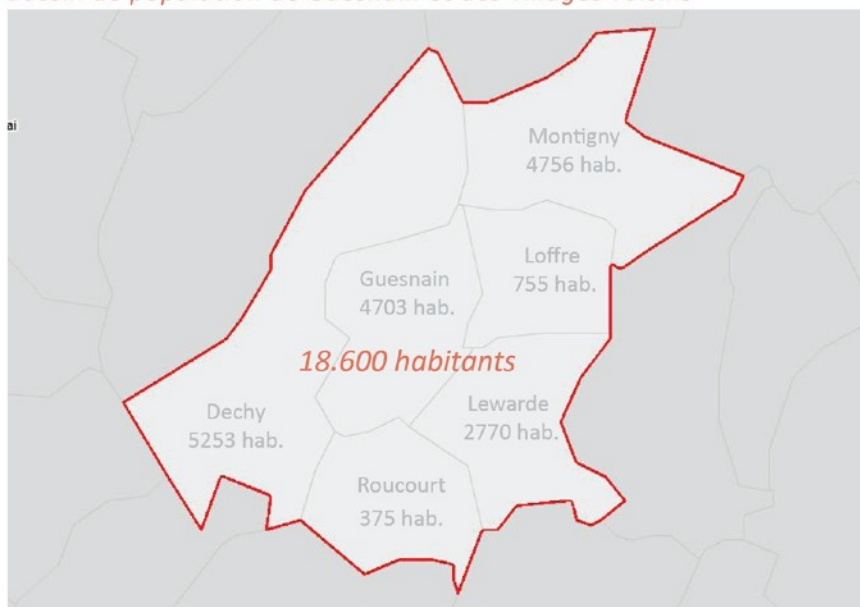 ai
Montigny
4756 hab.
Loffre
755 hab.
Guesnain
4703 hab.
18.600 habitants
Dechy
5253 hab.
Lewarde
2770 hab.
Roucourt
375 hab.